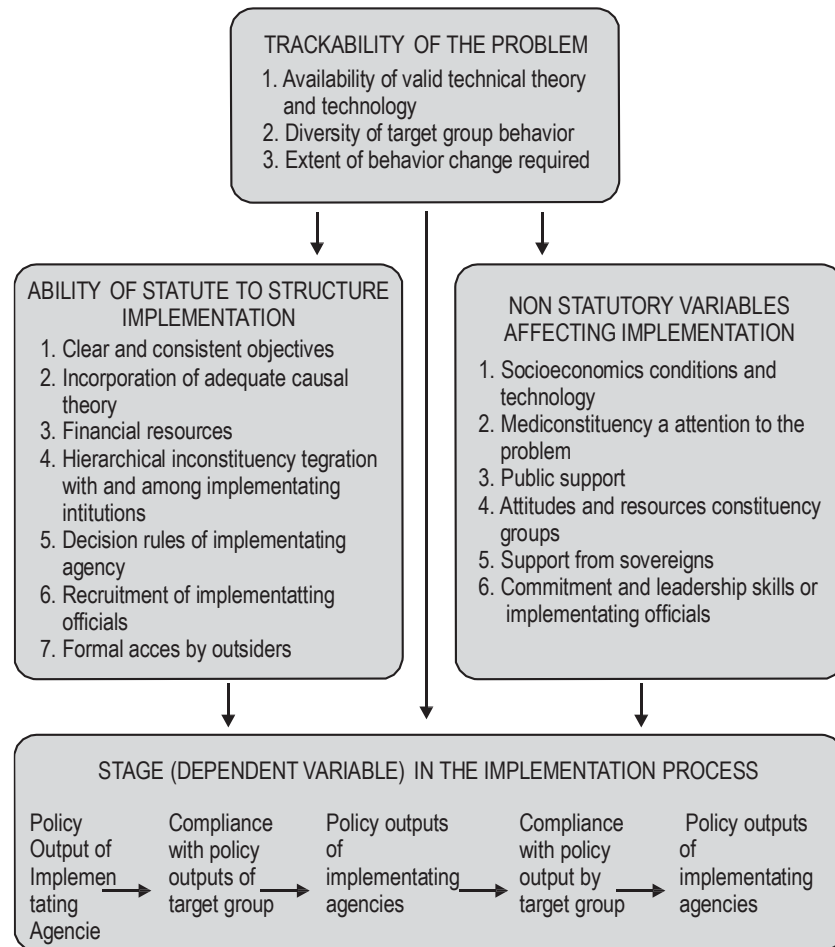 TRACKABILITY OF THE PROBLEM
1. Availability of valid technical theory
and technology
2. Diversity of target group behavior
3. Extent of behavior change required
ABILITY OF STATUTE TO STRUCTURE
IMPLEMENTATION
1. Clear and consistent objectives
2. Incorporation of adequate causal
theory
3. Financial resources
4. Hierarchical inconstituency tegration
with and among implementating
intitutions
5. Decision rules of implementating
agency
6. Recruitment of implementatting
officials
7. Formal acces by outsiders
NON STATUTORY VARIABLES
AFFECTING IMPLEMENTATION
1. Socioeconomics conditions and
technology
2. Mediconstituency a attention to the
problem
3. Public support
4. Attitudes and resources constituency
groups
5. Support from sovereigns
6. Commitment and leadership skills or
implementating officials
STAGE (DEPENDENT VARIABLE) IN THE IMPLEMENTATION PROCESS
Policy
Output of
Implemen
tating
Agencie
Compliance
with policy
outputs of
target group
Policy outputs
of
implementating
agencies
Compliance
with policy
output by
target group
Policy outputs
of
implementating
agencies